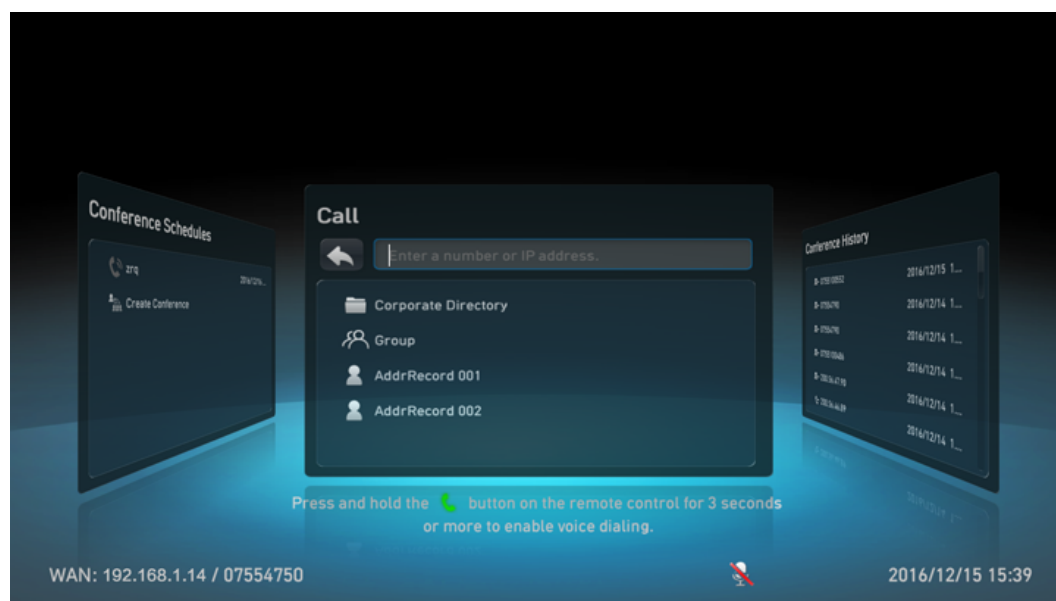 Conference Schedules
zrq
Create Conference
Call
Enter a number or IP address.
Corporate Directory
Group
AddrRecord 001
AddrRecord 002
Conference History
2016/12/15 1...
2016/12/14 1...
2016/12/14 1...
2016/12/14 1...
2016/12/14 1...
2016/12/14 1...
Press and hold the button on the remote control for 3 seconds
or more to enable voice dialing.
WAN: 192.168.1.14 / 07554750
2016/12/15 15:39